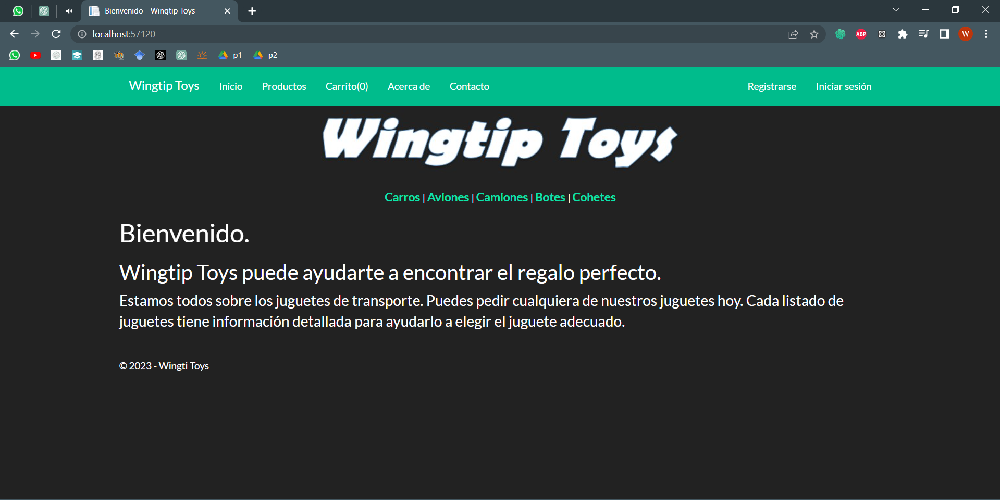 Bienvenido - Wingtip Toys
localhost:57120
ABP
W
p1 p2
Wingtip Toys Inicio Productos Carrito(0) Acerca de Contacto Registrarse Iniciar sesión
Wingtip Toys
Carros | Aviones | Camiones | Botes | Cohetes
Bienvenido.
Wingtip Toys puede ayudarte a encontrar el regalo perfecto.
Estamos todos sobre los juguetes de transporte. Puedes pedir cualquiera de nuestros juguetes hoy. Cada listado de
juguetes tiene información detallada para ayudarlo a elegir el juguete adecuado.
© 2023 - Wingti Toys